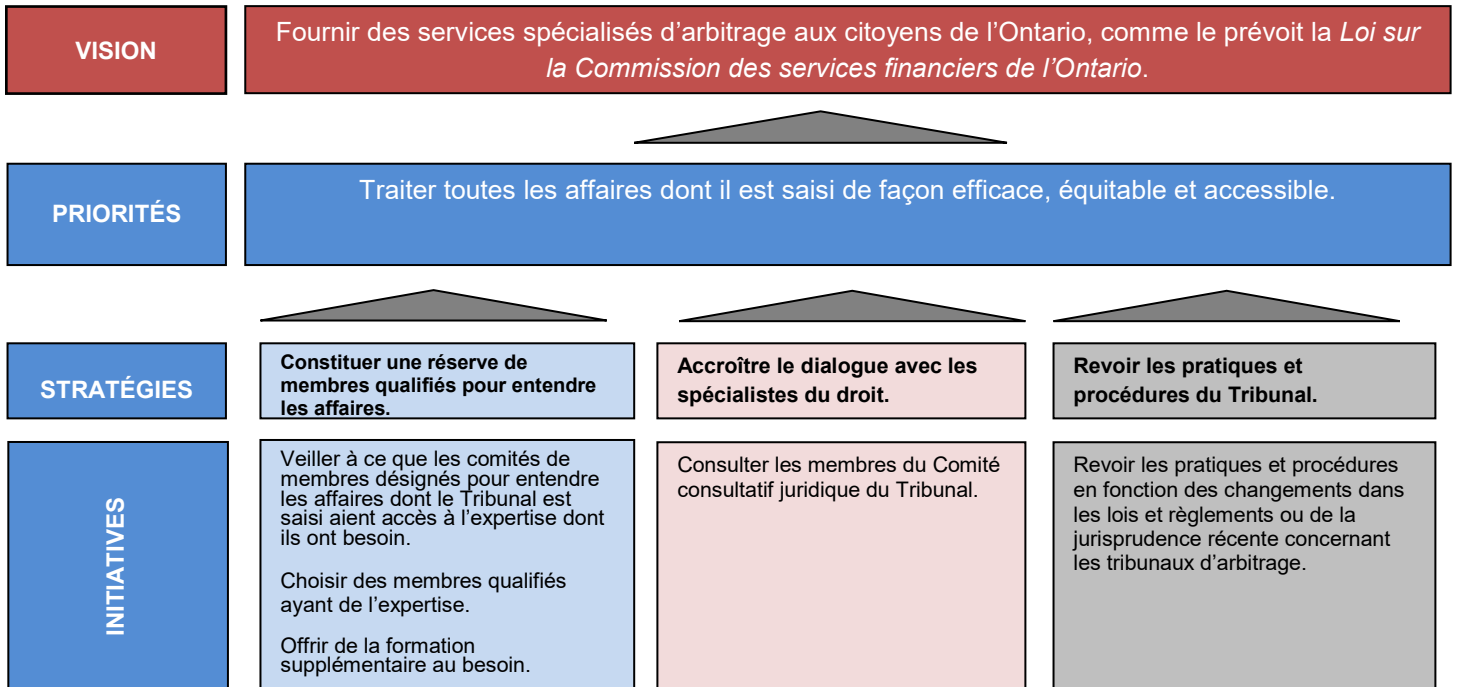 VISION
Fournir des services spécialisés d’arbitrage aux citoyens de l’Ontario, comme le prévoit la Loi sur
la Commission des services financiers de l’Ontario.
PRIORITÉS
Traiter toutes les affaires dont il est saisi de façon efficace, équitable et accessible.
STRATÉGIES
Constituer une réserve de
membres qualifiés pour entendre
les affaires.
Accroître le dialogue avec les
spécialistes du droit.
Revoir les pratiques et
procédures du Tribunal.
INITIATIVES
Veiller à ce que les comités de
membres désignés pour entendre
les affaires dont le Tribunal est
saisi aient accès à l’expertise dont
ils ont besoin.
Choisir des membres qualifiés
ayant de l’expertise.
Offrir de la formation
supplémentaire au besoin.
Consulter les membres du Comité
consultatif juridique du Tribunal.
Revoir les pratiques et procédures
en fonction des changements dans
les lois et règlements ou de la
jurisprudence récente concernant
les tribunaux d’arbitrage.